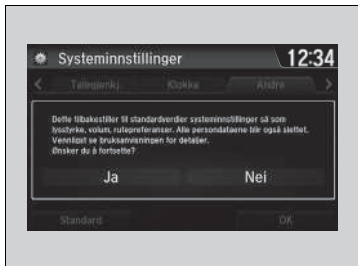 Systeminnstillinger 12:34
Klokke Andre
Dette tilbakestiller til standardverdier systeminnstillinger så som
lysstyrke, volum, rutepreferanser. Alle persondataene blir også slettet.
Vennligst se bruksanvisningen for detaljer.
Ønsker du å fortsette?
Ja Nei
Standard OK